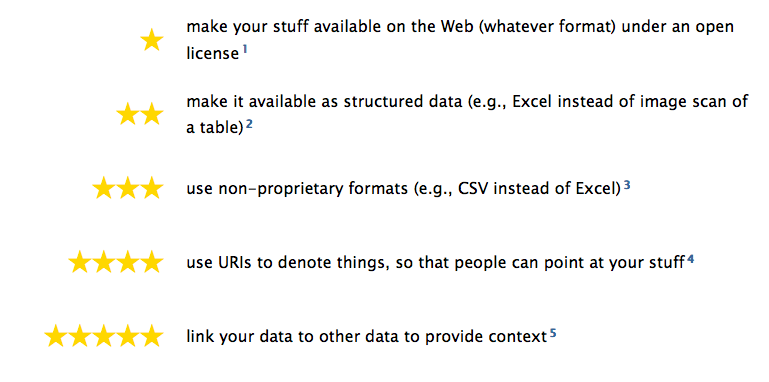 make your stuff available on the Web (whatever format) under an open
license1
make it available as structured data (e.g., Excel instead of image scan of
a table)2
use non-proprietary formats (e.g., CSV instead of Excel)3
use URIs to denote things, so that people can point at your stuff4
link your data to other data to provide context5